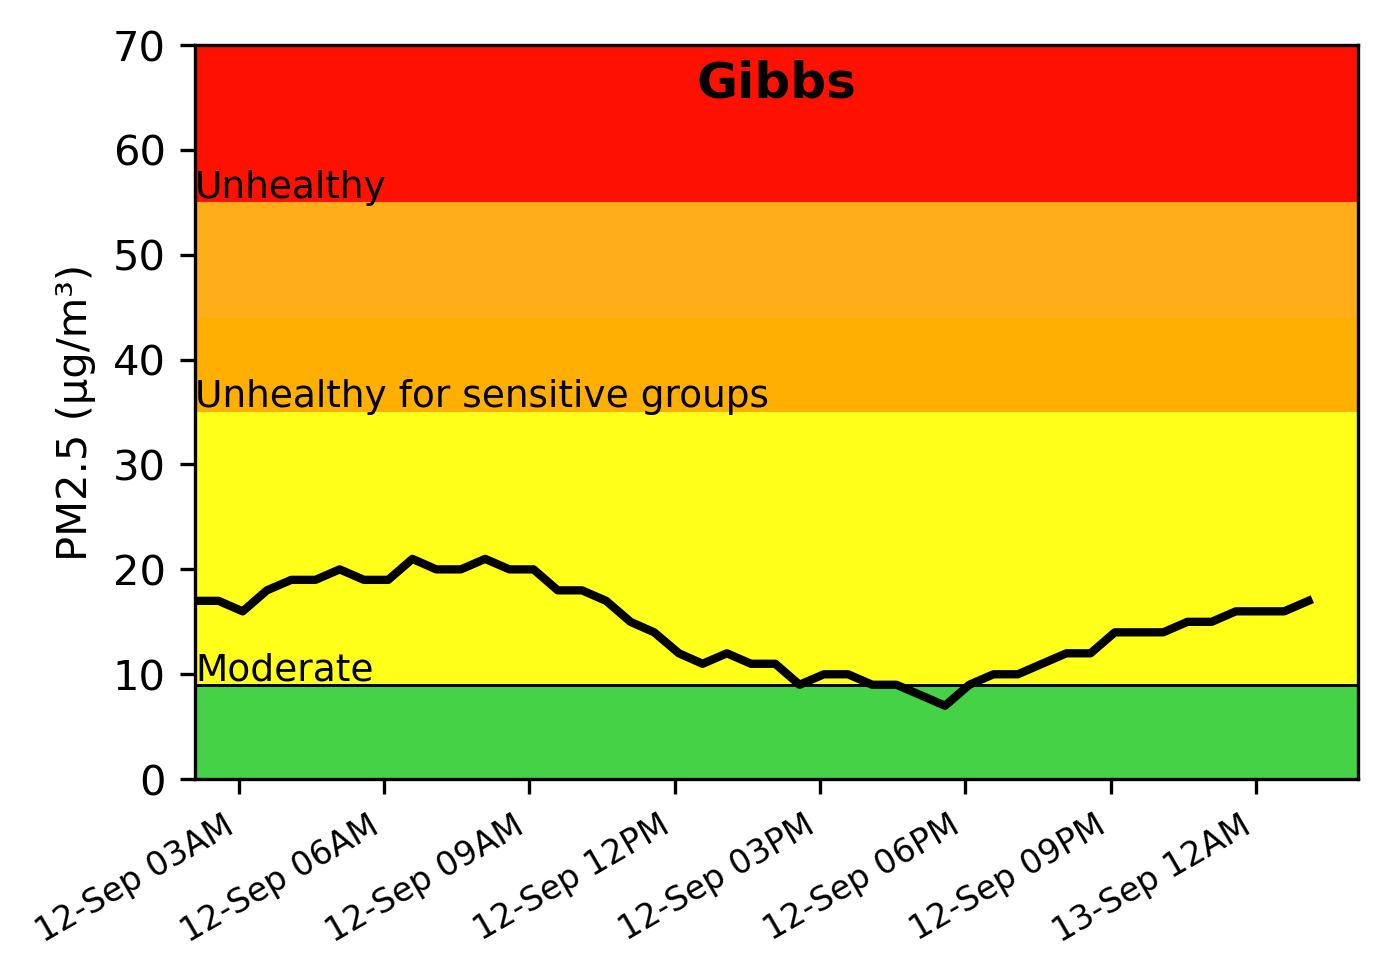 Gibbs
70
60
Unhealthy
50
40
Unhealthy for sensitive groups
30
20
10
Moderate
0
PM2.5 (µg/m³)
12-Sep 03AM
12-Sep 06AM
12-Sep 09AM
12-Sep 12PM
12-Sep 03PM
12-Sep 06PM
12-Sep 09PM
13-Sep 12AM